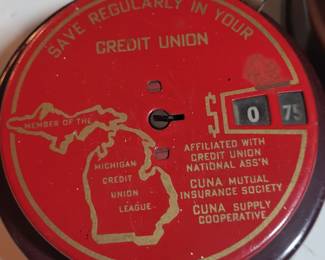 SAVE REGULARLY IN YOUR
CREDIT UNION
$ 0 75
MEMBER OF THE
MICHIGAN
CREDIT
UNION
LEAGUE
AFFILIATED WITH
CREDIT UNION
NATIONAL ASS'N
CUNA MUTUAL
INSURANCE SOCIETY
CUNA SUPPLY
COOPERATIVE